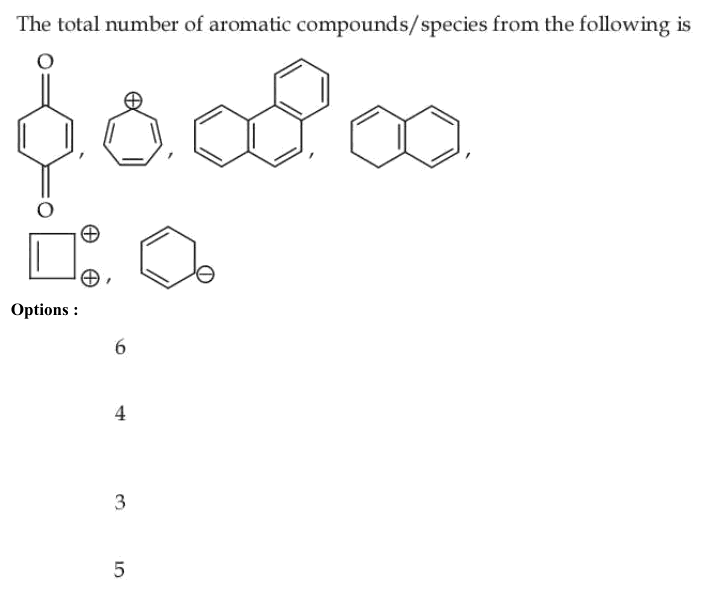 The total number of aromatic compounds/species from the following is
O
⊕
, , , ,
O
⊕
⊕ , ⊖
Options :
6
4
3
5